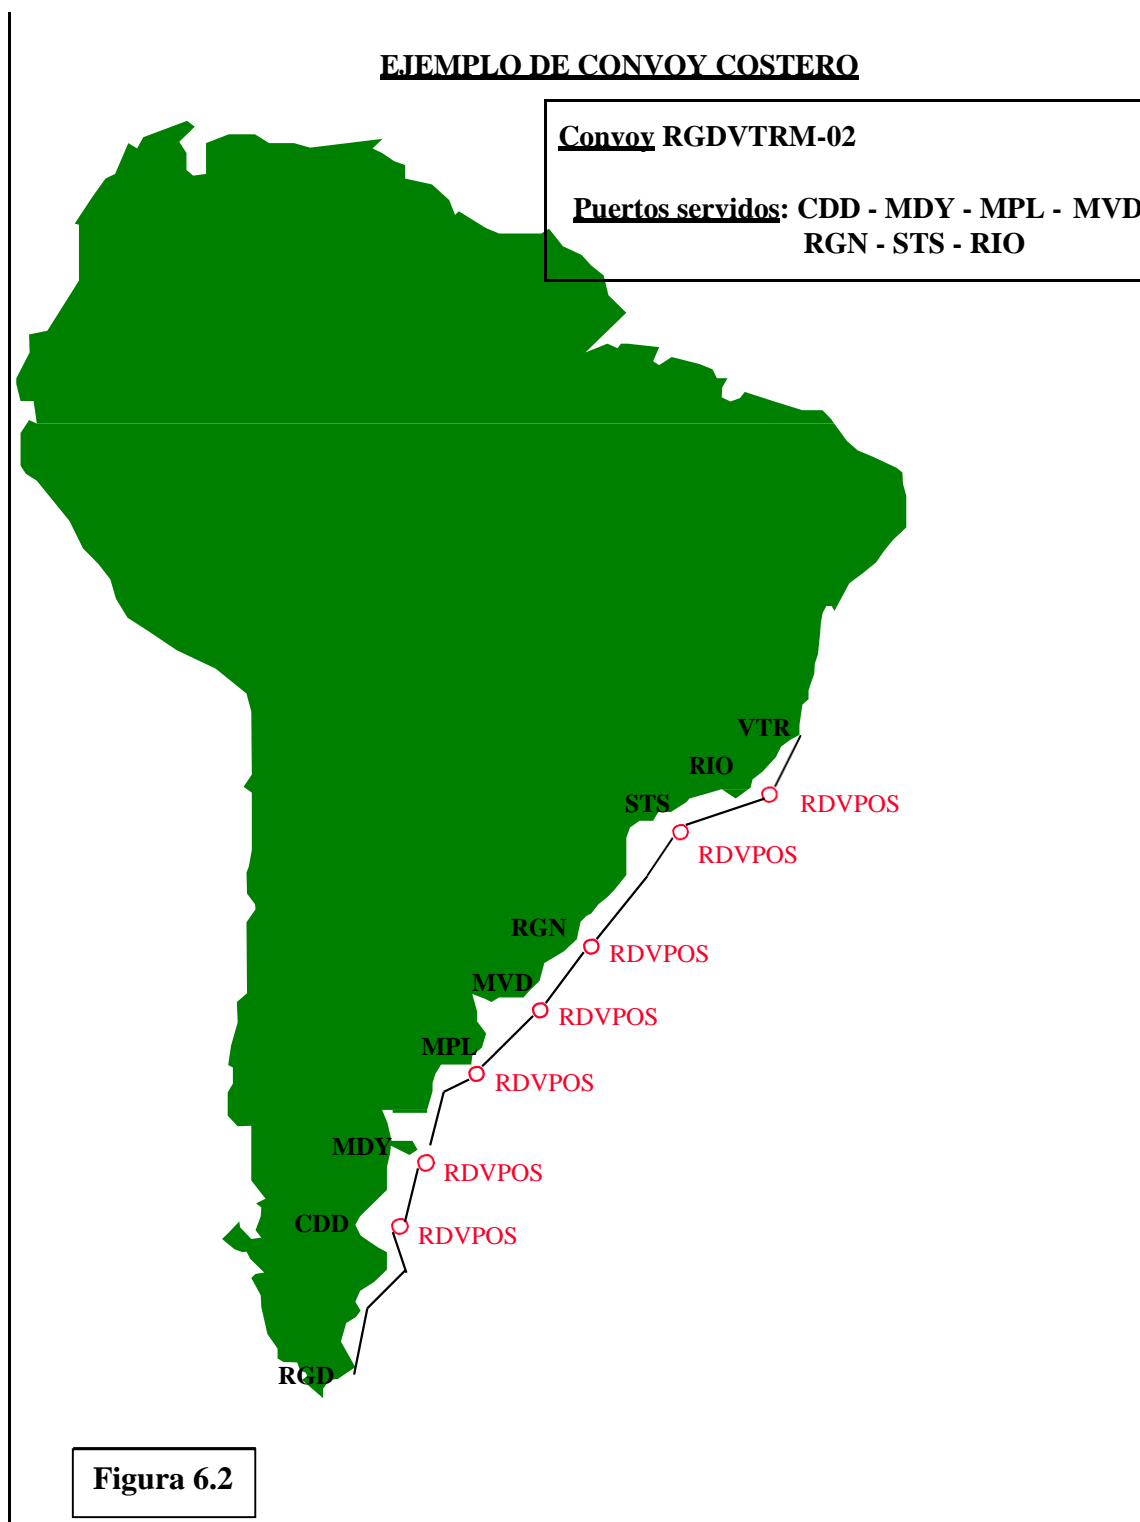 EJEMPLO DE CONVOY COSTERO
Convoy RGDVTRM-02
Puertos servidos: CDD - MDY - MPL - MVD
RGN - STS - RIO
VTR
RIO
STS
RDVPOS
RDVPOS
RGN
RDVPOS
MVD
RDVPOS
MPL
RDVPOS
MDY
RDVPOS
CDD
RDVPOS
RGD
Figura 6.2